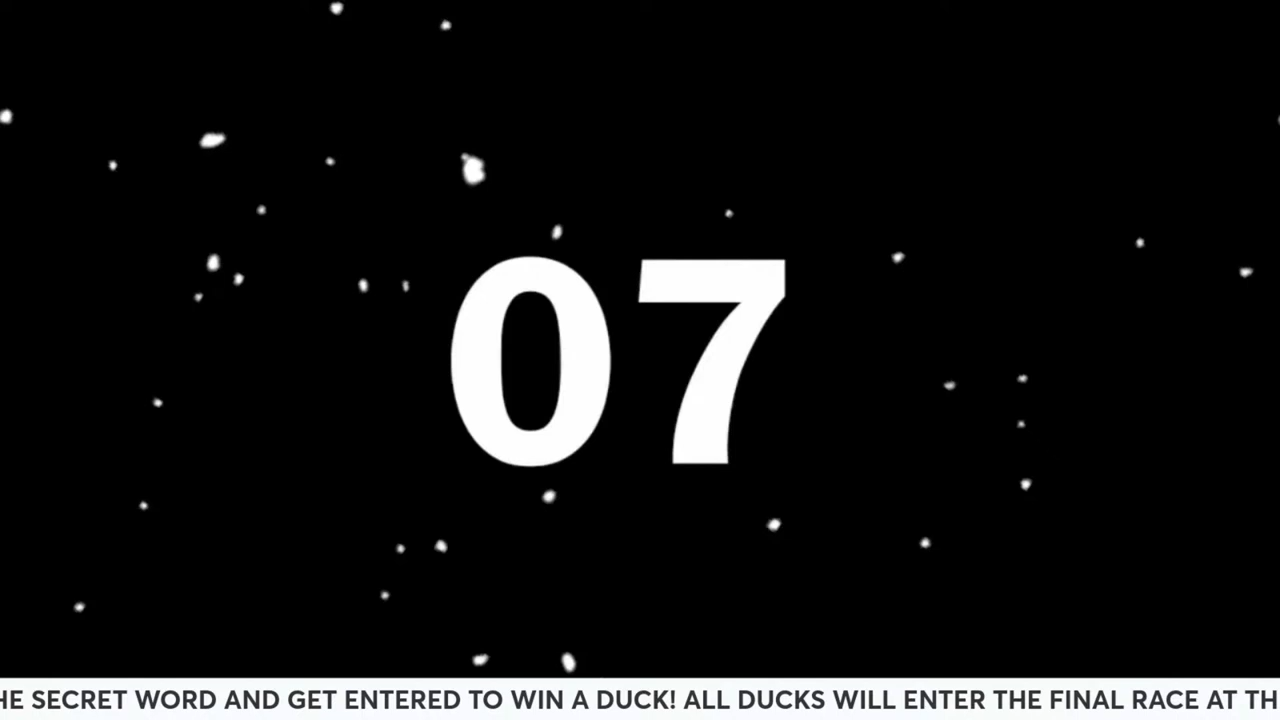 07
HE SECRET WORD AND GET ENTERED TO WIN A DUCK! ALL DUCKS WILL ENTER THE FINAL RACE AT TH